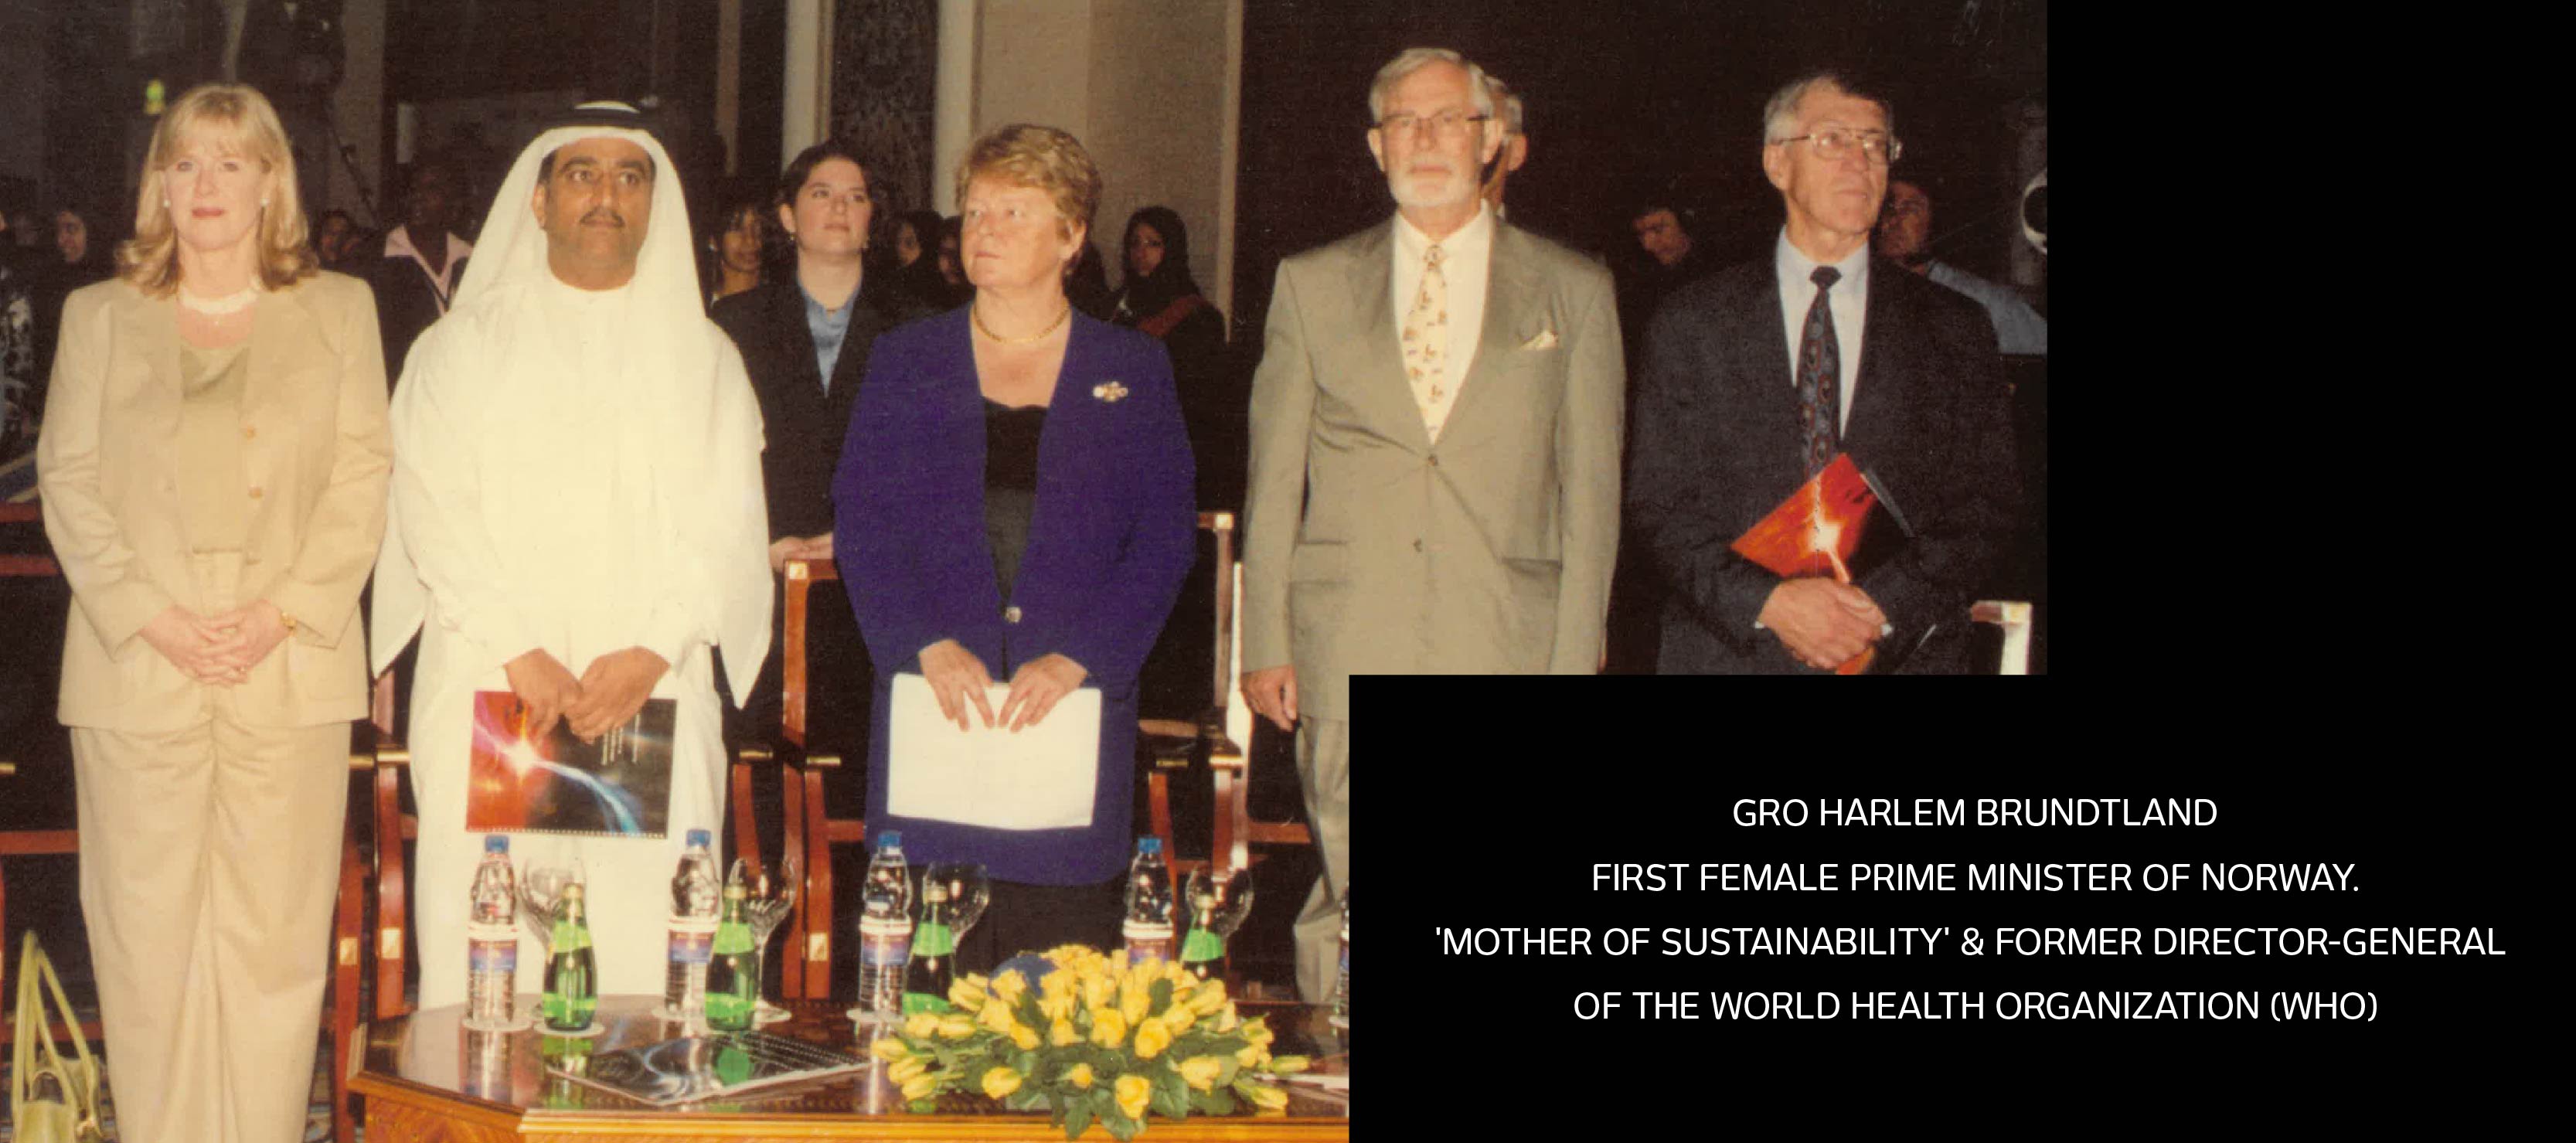 GRO HARLEM BRUNDTLAND
FIRST FEMALE PRIME MINISTER OF NORWAY.
'MOTHER OF SUSTAINABILITY' & FORMER DIRECTOR-GENERAL
OF THE WORLD HEALTH ORGANIZATION (WHO)